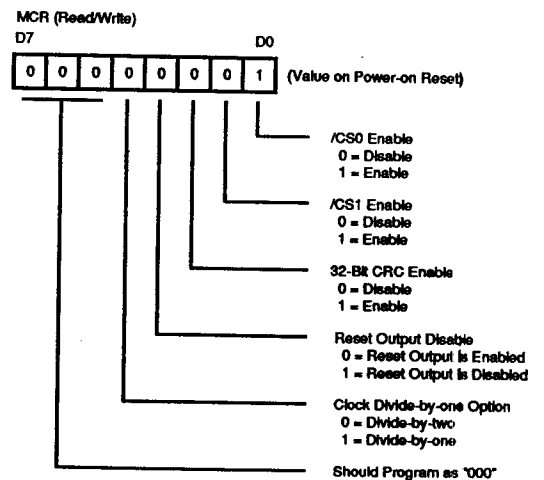 MCR (Read/Write)
D7 D0
0 0 0 0 0 0 0 1 (Value on Power-on Reset)
/CS0 Enable
0 = Disable
1 = Enable
/CS1 Enable
0 = Disable
1 = Enable
32-Bit CRC Enable
0 = Disable
1 = Enable
Reset Output Disable
0 = Reset Output is Enabled
1 = Reset Output is Disabled
Clock Divide-by-one Option
0 = Divide-by-two
1 = Divide-by-one
Should Program as "000"